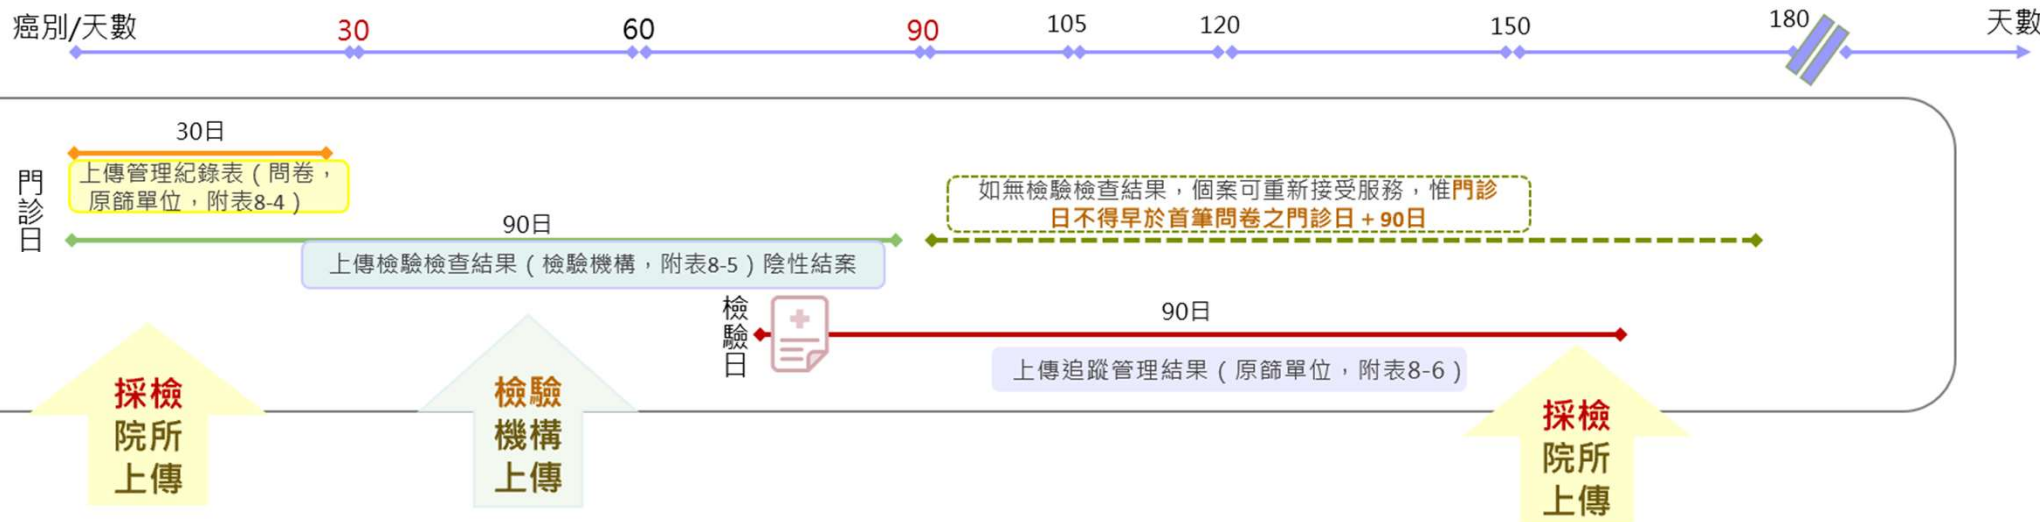 癌別/天數
30
60
90
105
120
150
180
天數
門診日
30日
上傳管理紀錄表（問卷，
原篩單位，附表8-4）
90日
上傳檢驗檢查結果（檢驗機構，附表8-5）陰性結案
如無檢驗檢查結果，個案可重新接受服務，惟門診
日不得早於首筆問卷之門診日＋90日
檢驗日
90日
上傳追蹤管理結果（原篩單位，附表8-6）
採檢
院所
上傳
檢驗
機構
上傳
採檢
院所
上傳